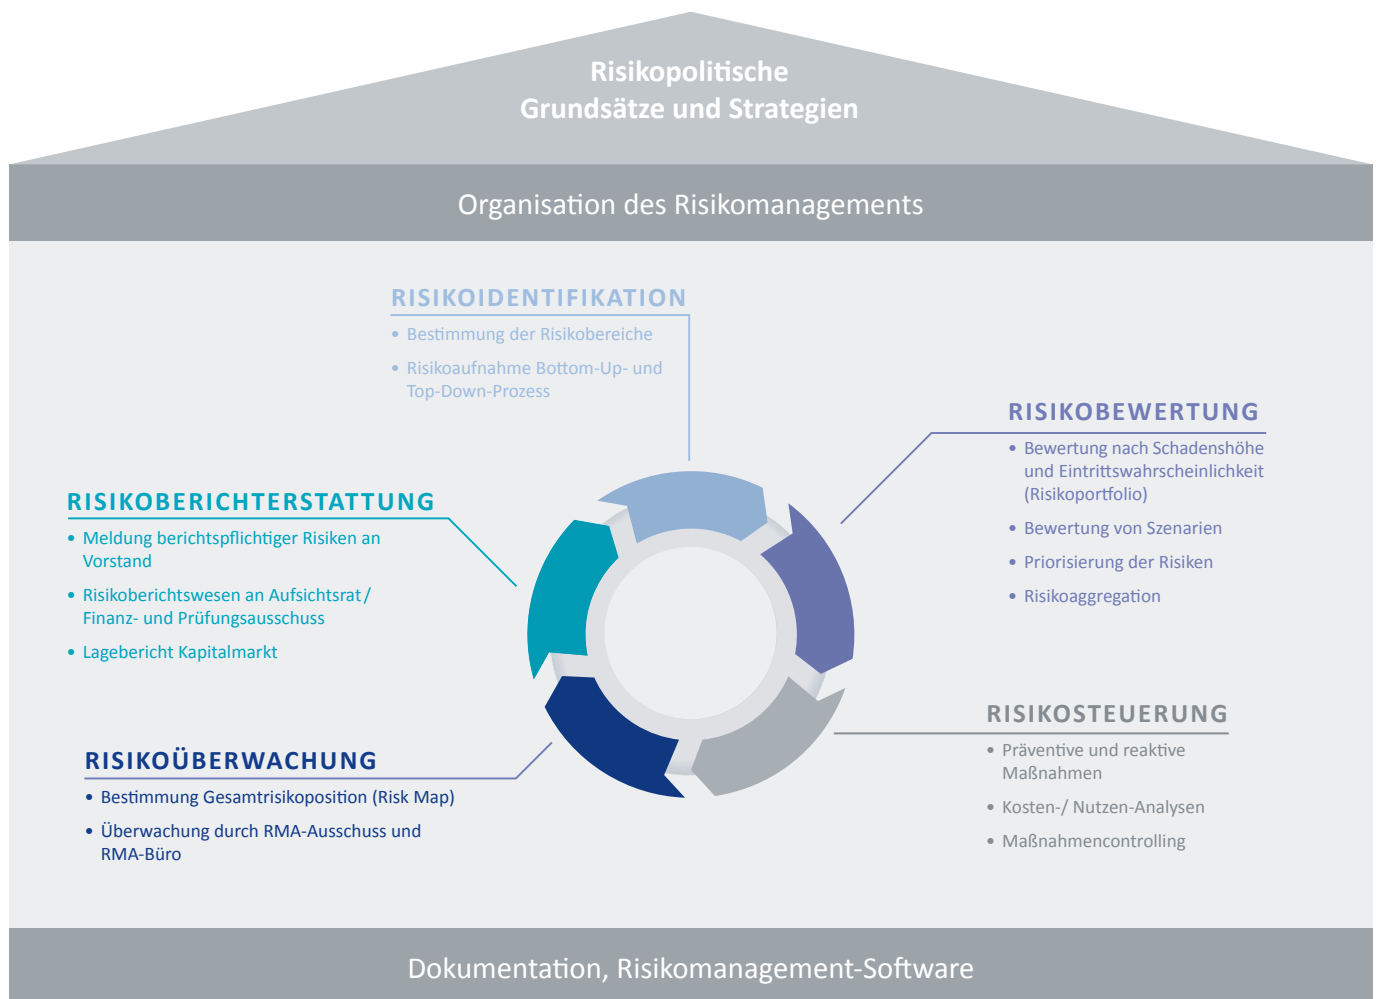 Risikopolitische
Grundsätze und Strategien
Organisation des Risikomanagements
RISIKOIDENTIFIKATION
• Bestimmung der Risikobereiche
• Risikoaufnahme Bottom-Up- und
Top-Down-Prozess
RISIKOBEWERTUNG
• Bewertung nach Schadenshöhe
und Eintrittswahrscheinlichkeit
(Risikoportfolio)
• Bewertung von Szenarien
• Priorisierung der Risiken
• Risikoaggregation
RISIKOSTEUERUNG
• Präventive und reaktive
Maßnahmen
• Kosten-/ Nutzen-Analysen
• Maßnahmencontrolling
RISIKOÜBERWACHUNG
• Bestimmung Gesamtrisikoposition (Risk Map)
• Überwachung durch RMA-Ausschuss und
RMA-Büro
RISIKOBERICHTERSTATTUNG
• Meldung berichtspflichtiger Risiken an
Vorstand
• Risikoberichtswesen an Aufsichtsrat/
Finanz- und Prüfungsausschuss
• Lagebericht Kapitalmarkt
Dokumentation, Risikomanagement-Software